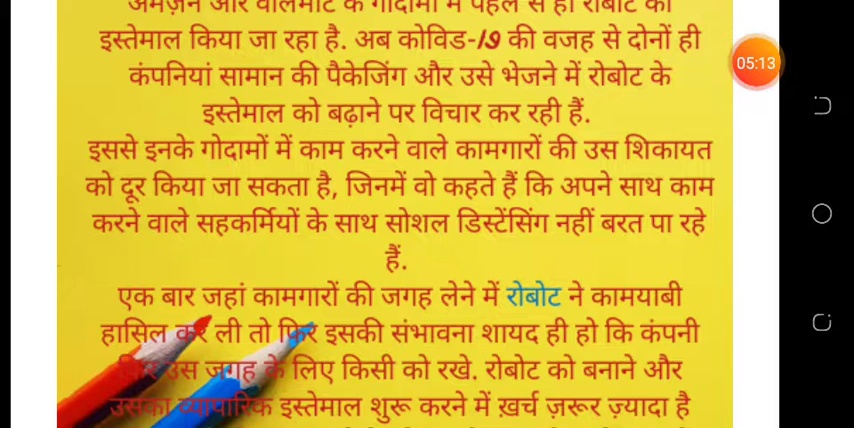 अमेज़न और वॉलमार्ट के गोदामों में पहले से ही रोबोट का
इस्तेमाल किया जा रहा है. अब कोविड-19 की वजह से दोनों ही
कंपनियां सामान की पैकेजिंग और उसे भेजने में रोबोट के
इस्तेमाल को बढ़ाने पर विचार कर रही हैं.
इससे इनके गोदामों में काम करने वाले कामगारों की उस शिकायत
को दूर किया जा सकता है, जिनमें वो कहते हैं कि अपने साथ काम
करने वाले सहकर्मियों के साथ सोशल डिस्टेंसिंग नहीं बरत पा रहे
हैं.
एक बार जहां कामगारों की जगह लेने में रोबोट ने कामयाबी
हासिल कर ली तो फिर इसकी संभावना शायद ही हो कि कंपनी
फिर उस जगह के लिए किसी को रखे. रोबोट को बनाने और
उसका व्यापारिक इस्तेमाल शुरू करने में ख़र्च ज़रूर ज़्यादा है
05:13